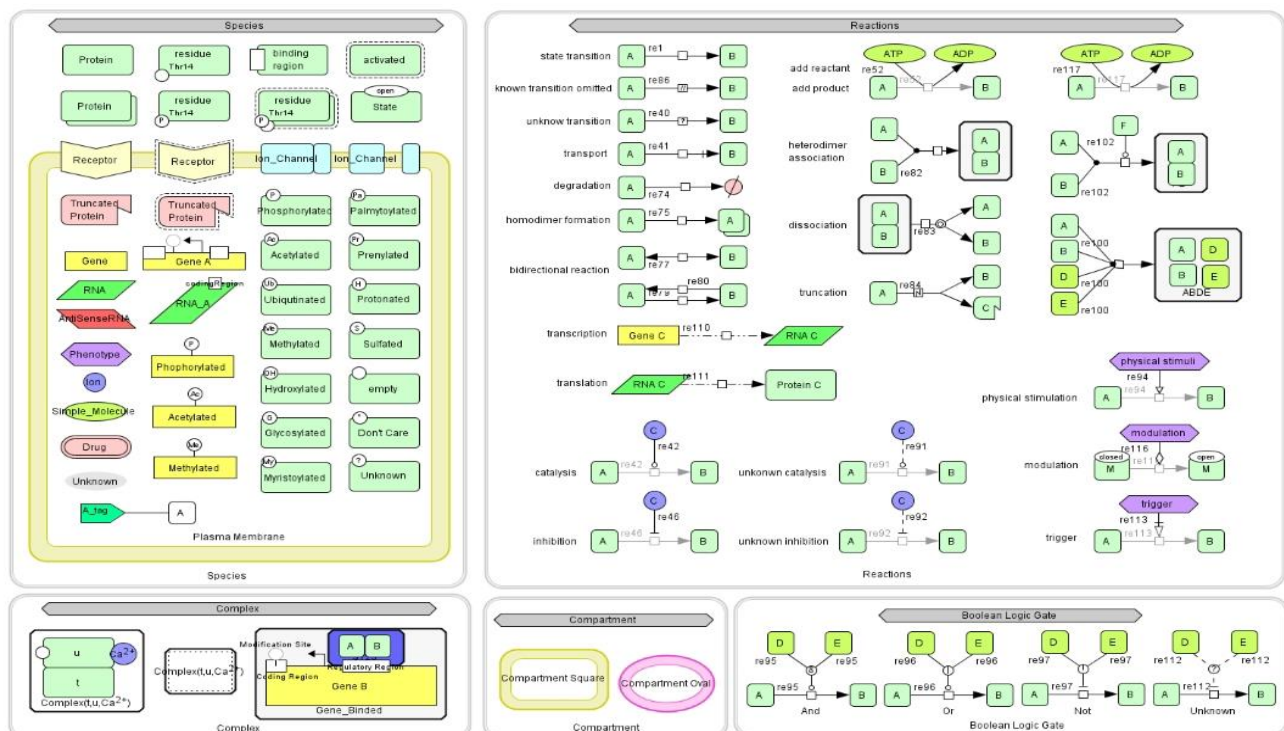 Species
Protein
residue
Thr14
binding
region
activated
Protein
residue
Thr14
P
residue
Thr14
P
open
State
Receptor
Receptor
Ion_Channel
Ion_Channel
Truncated
Protein
Truncated
Protein
P
Phosphorylated
Pa
Palmytoylated
Gene
Gene A
Ac
Acetylated
Pr
Prenylated
RNA
codingRegion
RNA_A
Ub
Ubiqutinated
H
Protonated
AntiSenseRNA
Me
Methylated
S
Sulfated
Phenotype
P
Phophorylated
OH
Hydroxylated
empty
Ion
Simple_Molecule
Ac
Acetylated
G
Glycosylated
*
Don't Care
Drug
Me
Methylated
My
Myristoylated
?
Unknown
Unknown
A_tag
A
Plasma Membrane
Species
Reactions
state transition
A
re1
B
known transition omitted
A
re86
B
unknow transition
A
re40
?
B
transport
A
re41
B
degradation
A
re74
homodimer formation
A
re75
A
bidirectional reaction
A
re77
B
A
re80
re79
B
transcription
Gene C
re110
RNA C
translation
RNA C
re111
Protein C
ATP
ADP
add reactant
re52
add product
A
re52
B
ATP
ADP
re117
A
re117
B
heterodimer
association
A
B
re82
A
B
F
A
re102
B
re102
A
B
dissociation
A
B
re83
A
B
truncation
A
re84
N
B
C
A
B
re100
D
re100
E
re100
A
D
B
E
ABDE
physical stimuli
re94
physical stimulation
A
re94
B
modulation
re116
modulation
closed
M
re11
open
M
trigger
re113
trigger
A
re113
B
C
re42
catalysis
A
re42
B
C
re91
unkonwn catalysis
A
re91
B
C
re46
inhibition
A
re46
B
C
re92
unknown inhibition
A
re92
B
Reactions
Complex
u
Ca2+
t
Complex(t,u,Ca2+)
Complex(t,u,Ca2+)
A
B
Modification Site
Regulatory Region
Coding Region
Gene B
Gene_Binded
Complex
Compartment
Compartment Square
Compartment Oval
Compartment
Boolean Logic Gate
D
E
re95
re95
&
A
re95
B
And
D
E
re96
re96
|
A
re96
B
Or
D
E
re97
re97
!
A
re97
B
Not
D
E
re112
re112
?
A
re112
B
Unknown
Boolean Logic Gate